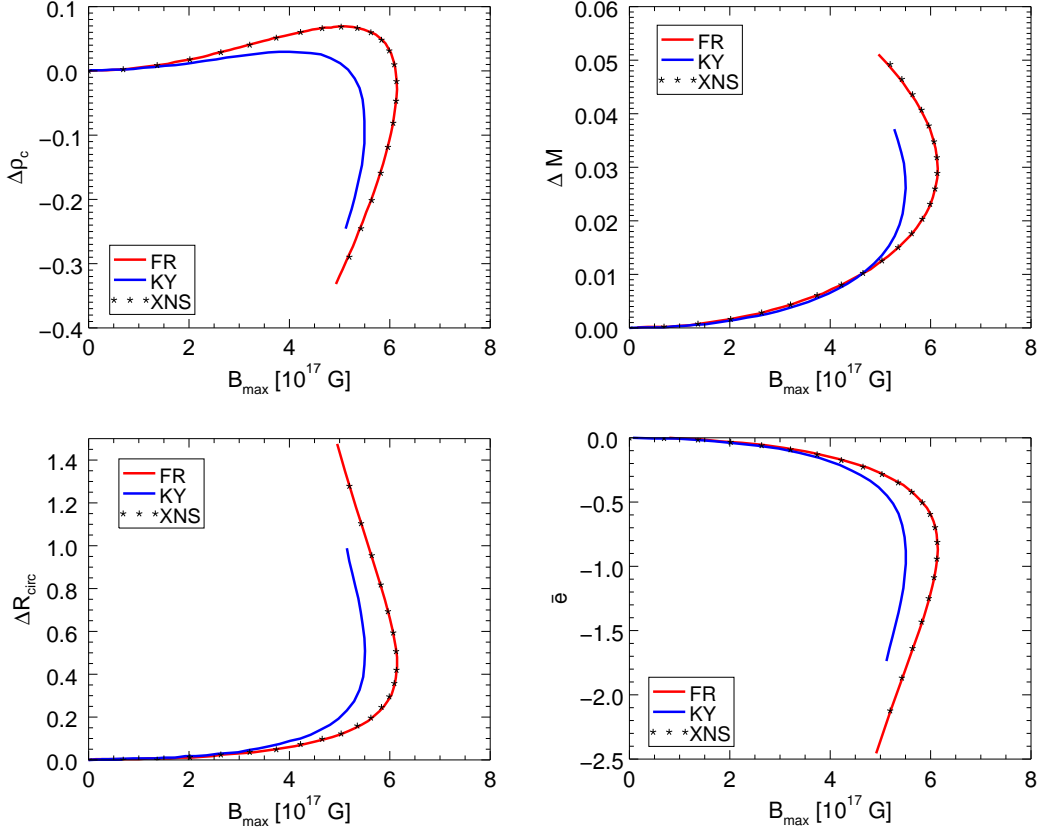 0.1
0.0
−0.1
−0.2
−0.3
−0.4
Δρc
FR
KY
* * *XNS
0 2 4 6 8
Bmax [10^17 G]
0.06
0.05
0.04
0.03
0.02
0.01
0.00
Δ M
FR
KY
* * *XNS
0 2 4 6 8
Bmax [10^17 G]
1.4
1.2
1.0
0.8
0.6
0.4
0.2
0.0
ΔRcirc
FR
KY
* * *XNS
0 2 4 6 8
Bmax [10^17 G]
0.0
−0.5
−1.0
−1.5
−2.0
−2.5
ē
FR
KY
* * *XNS
0 2 4 6 8
Bmax [10^17 G]